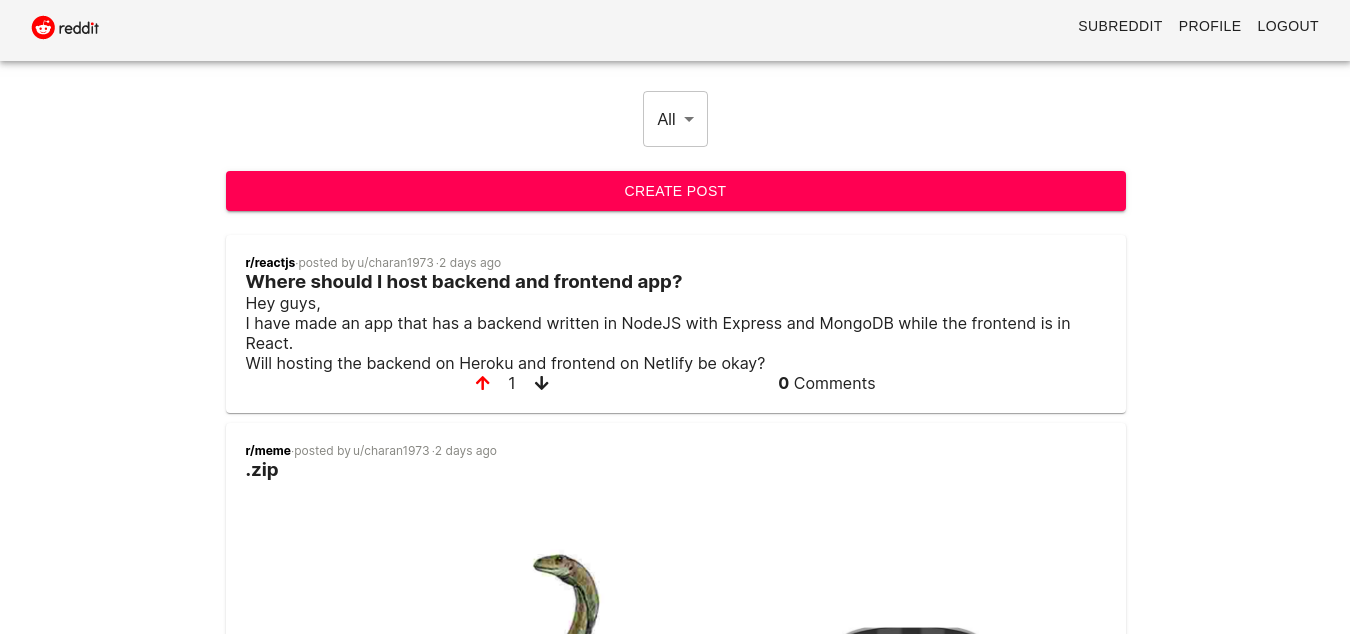 reddit
SUBREDDIT PROFILE LOGOUT
All
CREATE POST
r/reactjs·posted by u/charan1973 ·2 days ago
Where should I host backend and frontend app?
Hey guys,
I have made an app that has a backend written in NodeJS with Express and MongoDB while the frontend is in
React.
Will hosting the backend on Heroku and frontend on Netlify be okay?
1 0 Comments
r/meme·posted by u/charan1973 ·2 days ago
.zip